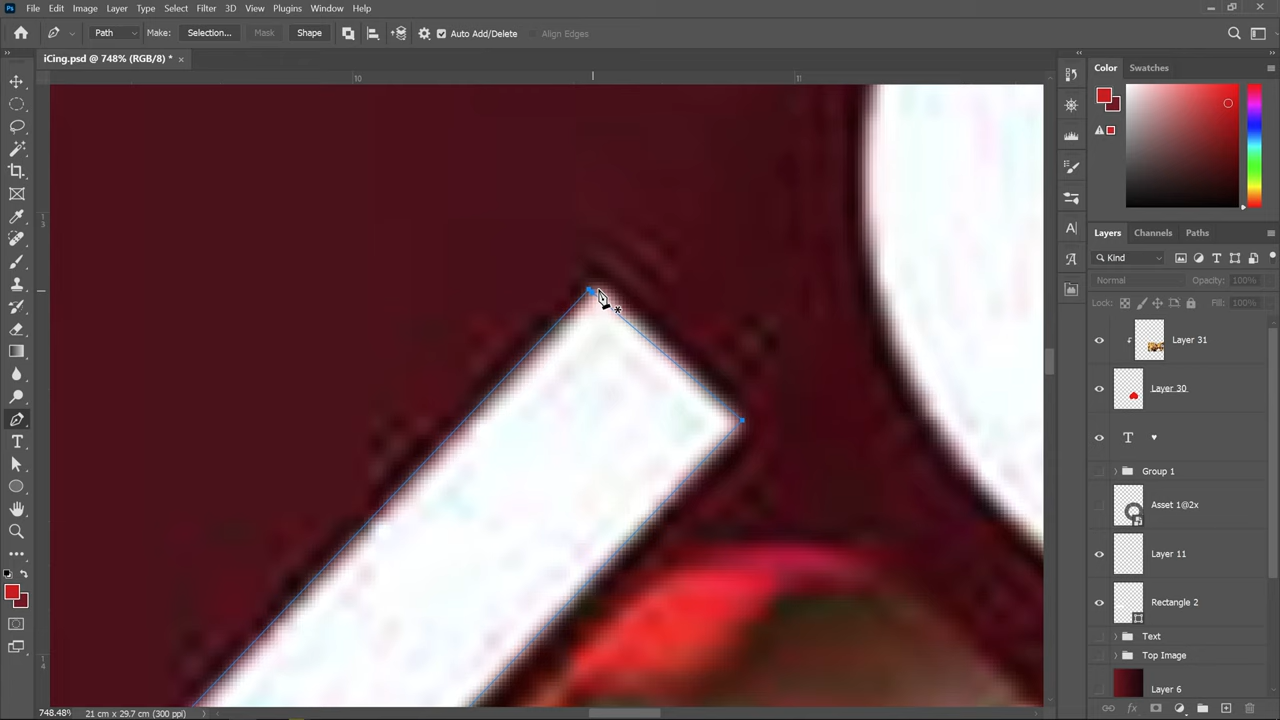 Ps File Edit Image Layer Type Select Filter 3D View Plugins Window Help
Path Make: Selection... Mask Shape Auto Add/Delete Align Edges
iCing.psd @ 748% (RGB/8) * ×
10 11
Color Swatches
13
Layers Channels Paths
Kind
Normal Opacity: 100%
Lock: Fill: 100%
Layer 31
Layer 30
T ♥
Group 1
Asset 1@2x
Layer 11
Rectangle 2
Text
Top Image
14
Layer 6
748.48% 21 cm x 29.7 cm (300 ppi)